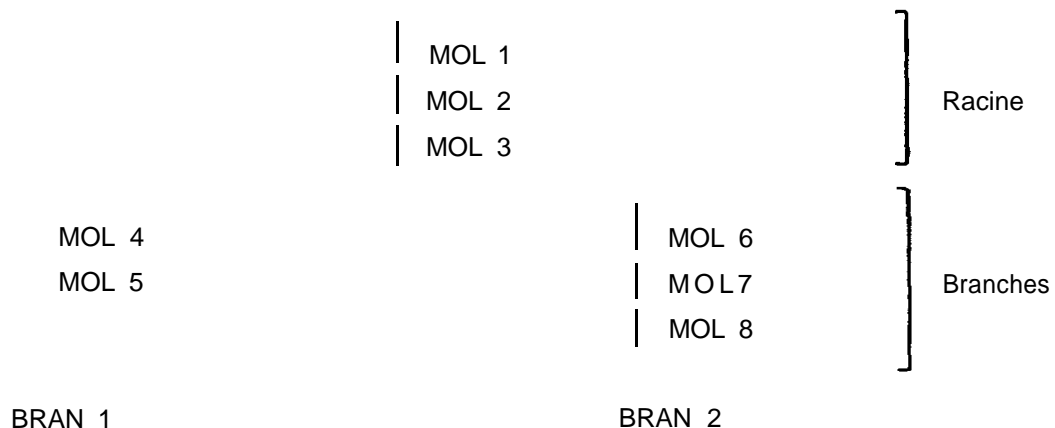 MOL 1
MOL 2
MOL 3
Racine
MOL 4
MOL 5
MOL 6
MOL7
MOL 8
Branches
BRAN 1
BRAN 2